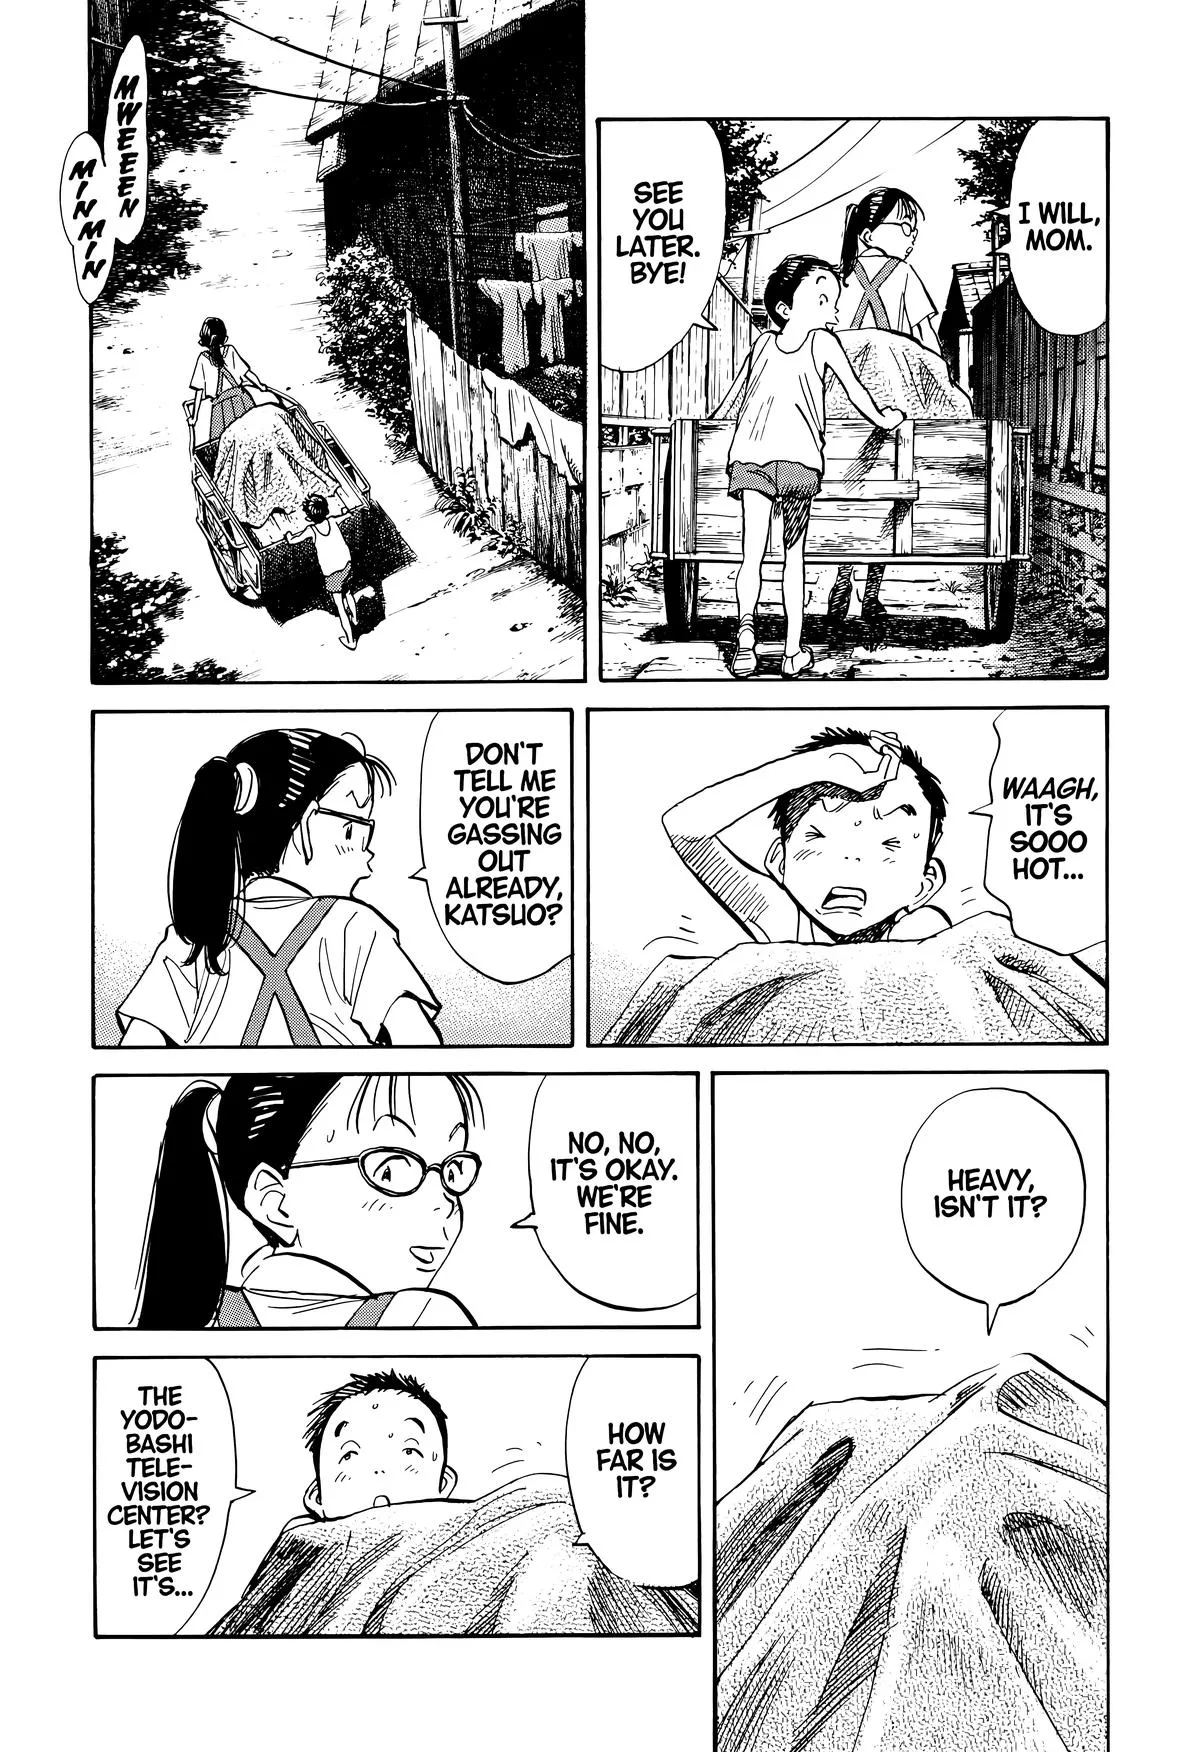 I WILL,
MOM.
SEE
YOU
LATER.
BYE!
MWEEEN
MIN MIN
WAAGH,
IT'S
SOOO
HOT...
DON'T
TELL ME
YOU'RE
GASSING
OUT
ALREADY,
KATSUO?
HEAVY,
ISN'T IT?
NO, NO,
IT'S OKAY.
WE'RE
FINE.
HOW
FAR IS
IT?
THE
YODO-
BASHI
TELE-
VISION
CENTER?
LET'S
SEE
IT'S...